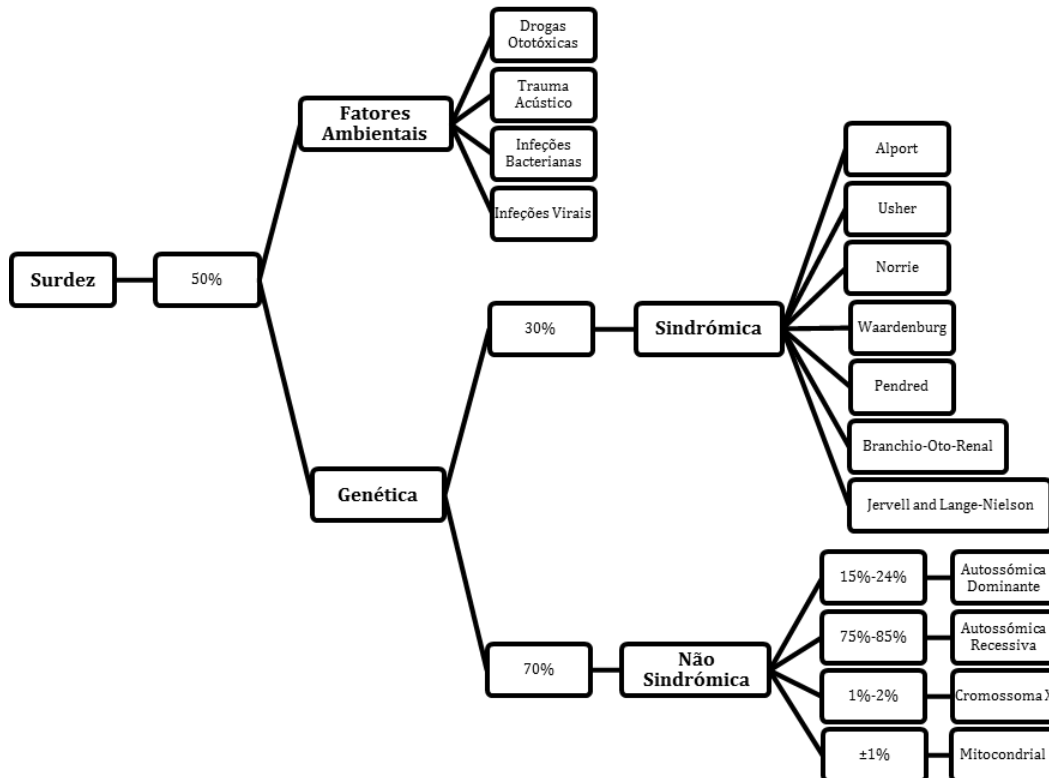 Surdez
50%
Fatores
Ambientais
Drogas
Ototóxicas
Trauma
Acústico
Infeções
Bacterianas
Infeções Virais
Genética
30%
Sindrómica
Alport
Usher
Norrie
Waardenburg
Pendred
Branchio-Oto-Renal
Jervell and Lange-Nielson
70%
Não
Sindrómica
15%-24%
Autossómica
Dominante
75%-85%
Autossómica
Recessiva
1%-2%
Cromossoma X
±1%
Mitocondrial